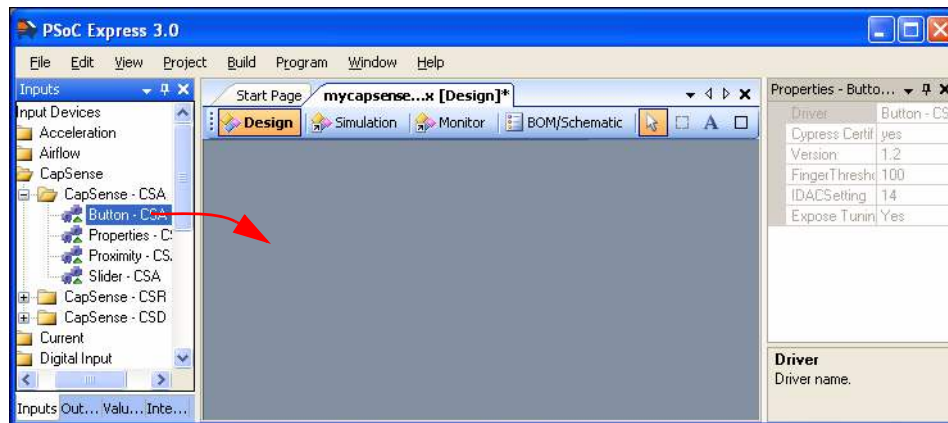 PSoC Express 3.0
File Edit View Project Build Program Window Help
Inputs
Input Devices
Acceleration
Airflow
CapSense
CapSense - CSA
Button - CSA
Properties - C
Proximity - CS.
Slider - CSA
CapSense - CSR
CapSense - CSD
Current
Digital Input
Inputs Out... Valu... Inte...
Start Page mycapsense...x [Design]*
Design Simulation Monitor BOM/Schematic A
Properties - Butto...
Driver Button - CS
Cypress Certif yes
Version 1.2
FingerThresho 100
IDACSetting 14
Expose Tunin Yes
Driver
Driver name.